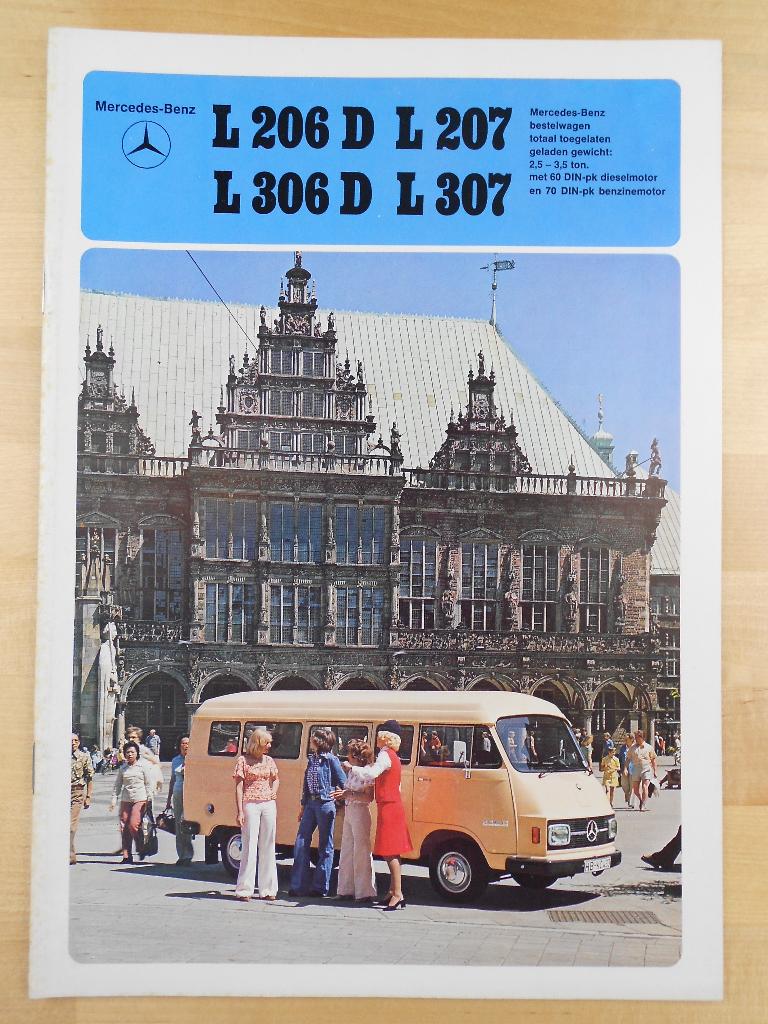 Mercedes-Benz
L 206 D L 207
L 306 D L 307
Mercedes-Benz
bestelwagen
totaal toegelaten
geladen gewicht:
2,5 – 3,5 ton.
met 60 DIN-pk dieselmotor
en 70 DIN-pk benzinemotor